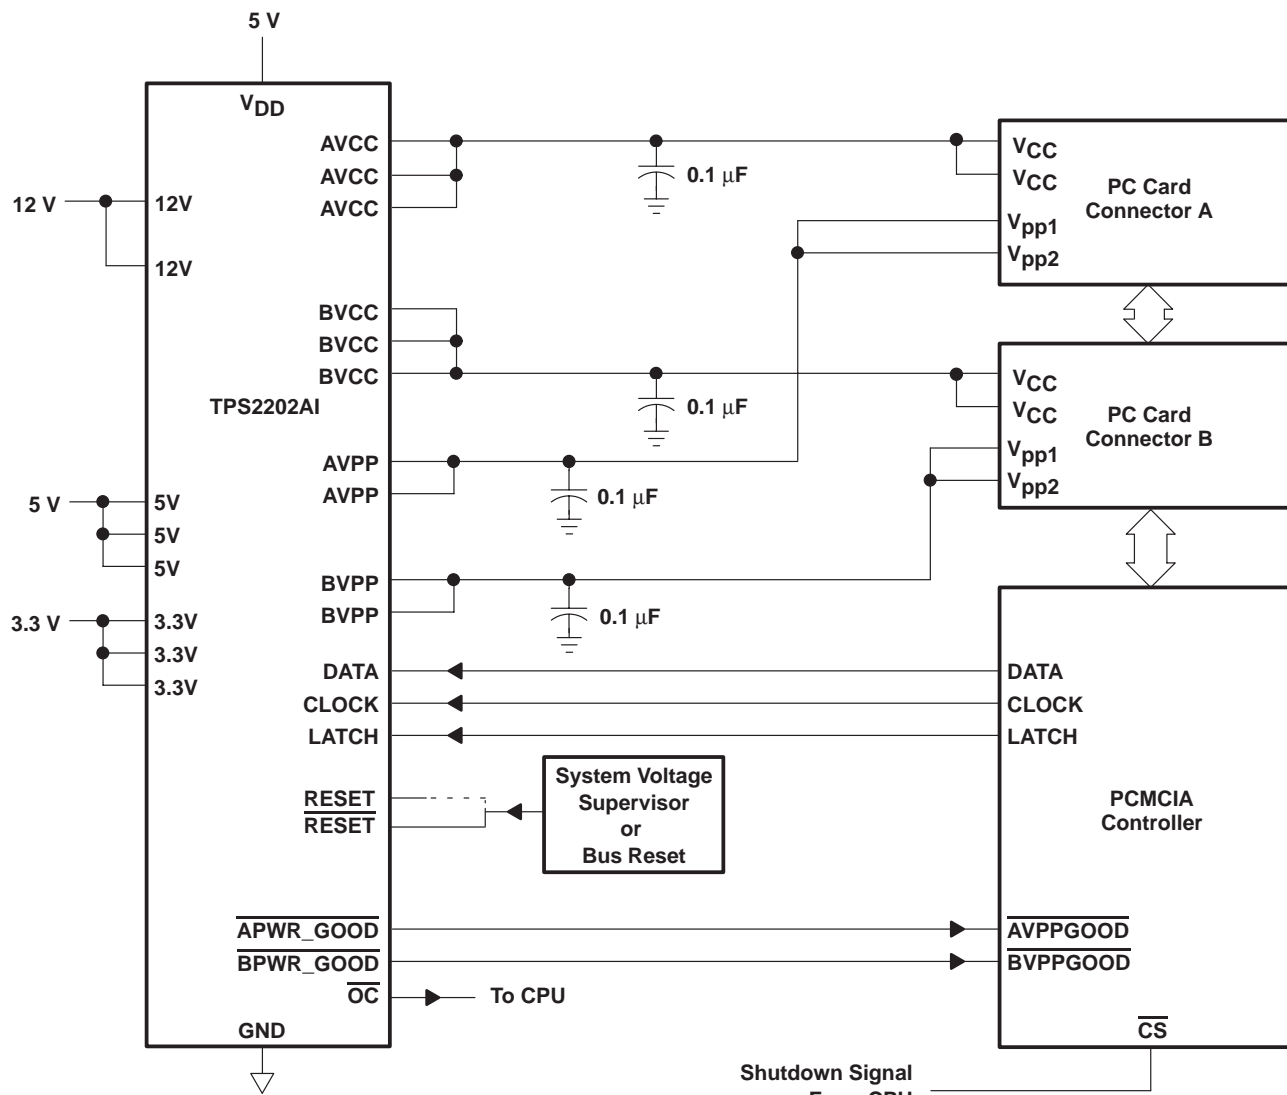 5 V
VDD
AVCC
AVCC
AVCC
12 V
12V
12V
BVCC
BVCC
BVCC
TPS2202AI
AVPP
AVPP
5 V
5V
5V
5V
BVPP
BVPP
3.3 V
3.3V
3.3V
3.3V
DATA
CLOCK
LATCH
RESET
RESET
APWR_GOOD
BPWR_GOOD
OC
GND
0.1 μF
0.1 μF
0.1 μF
0.1 μF
System Voltage
Supervisor
or
Bus Reset
To CPU
VCC
VCC
Vpp1
Vpp2
PC Card
Connector A
VCC
VCC
Vpp1
Vpp2
PC Card
Connector B
DATA
CLOCK
LATCH
PCMCIA
Controller
AVPPGOOD
BVPPGOOD
CS
Shutdown Signal